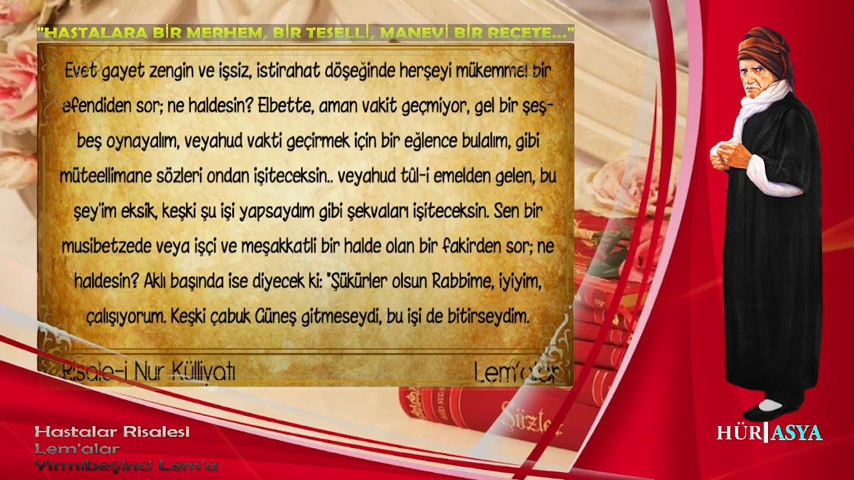 "HASTALARA BİR MERHEM, BİR TESELLİ, MANEVİ BİR REÇETE..."
Evet gayet zengin ve işsiz, istirahat döşeğinde herşeyi mükemmel bir
efendiden sor; ne haldesin? Elbette, aman vakit geçmiyor, gel bir şeş-
beş oynayalım, veyahud vakti geçirmek için bir eğlence bulalım, gibi
müteellimane sözleri ondan işiteceksin.. veyahud tûl-i emelden gelen, bu
şey'im eksik, keşki şu işi yapsaydım gibi şekvaları işiteceksin. Sen bir
musibetzede veya işçi ve meşakkatli bir halde olan bir fakirden sor; ne
haldesin? Aklı başında ise diyecek ki: "Şükürler olsun Rabbime, iyiyim,
çalışıyorum. Keşki çabuk Güneş gitmeseydi, bu işi de bitirseydim.
Risale-i Nur Külliyatı
Lem'alar
Sözler
Hastalar Risalesi
Lem'alar
Yirmibeşinci Lem'a
HÜR ASYA